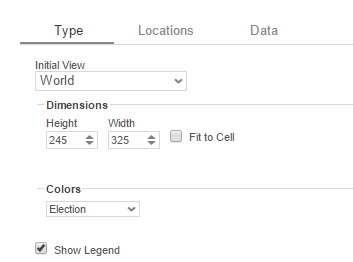 Type Locations Data
Initial View
World
Dimensions
Height Width
245 325 Fit to Cell
Colors
Election
Show Legend